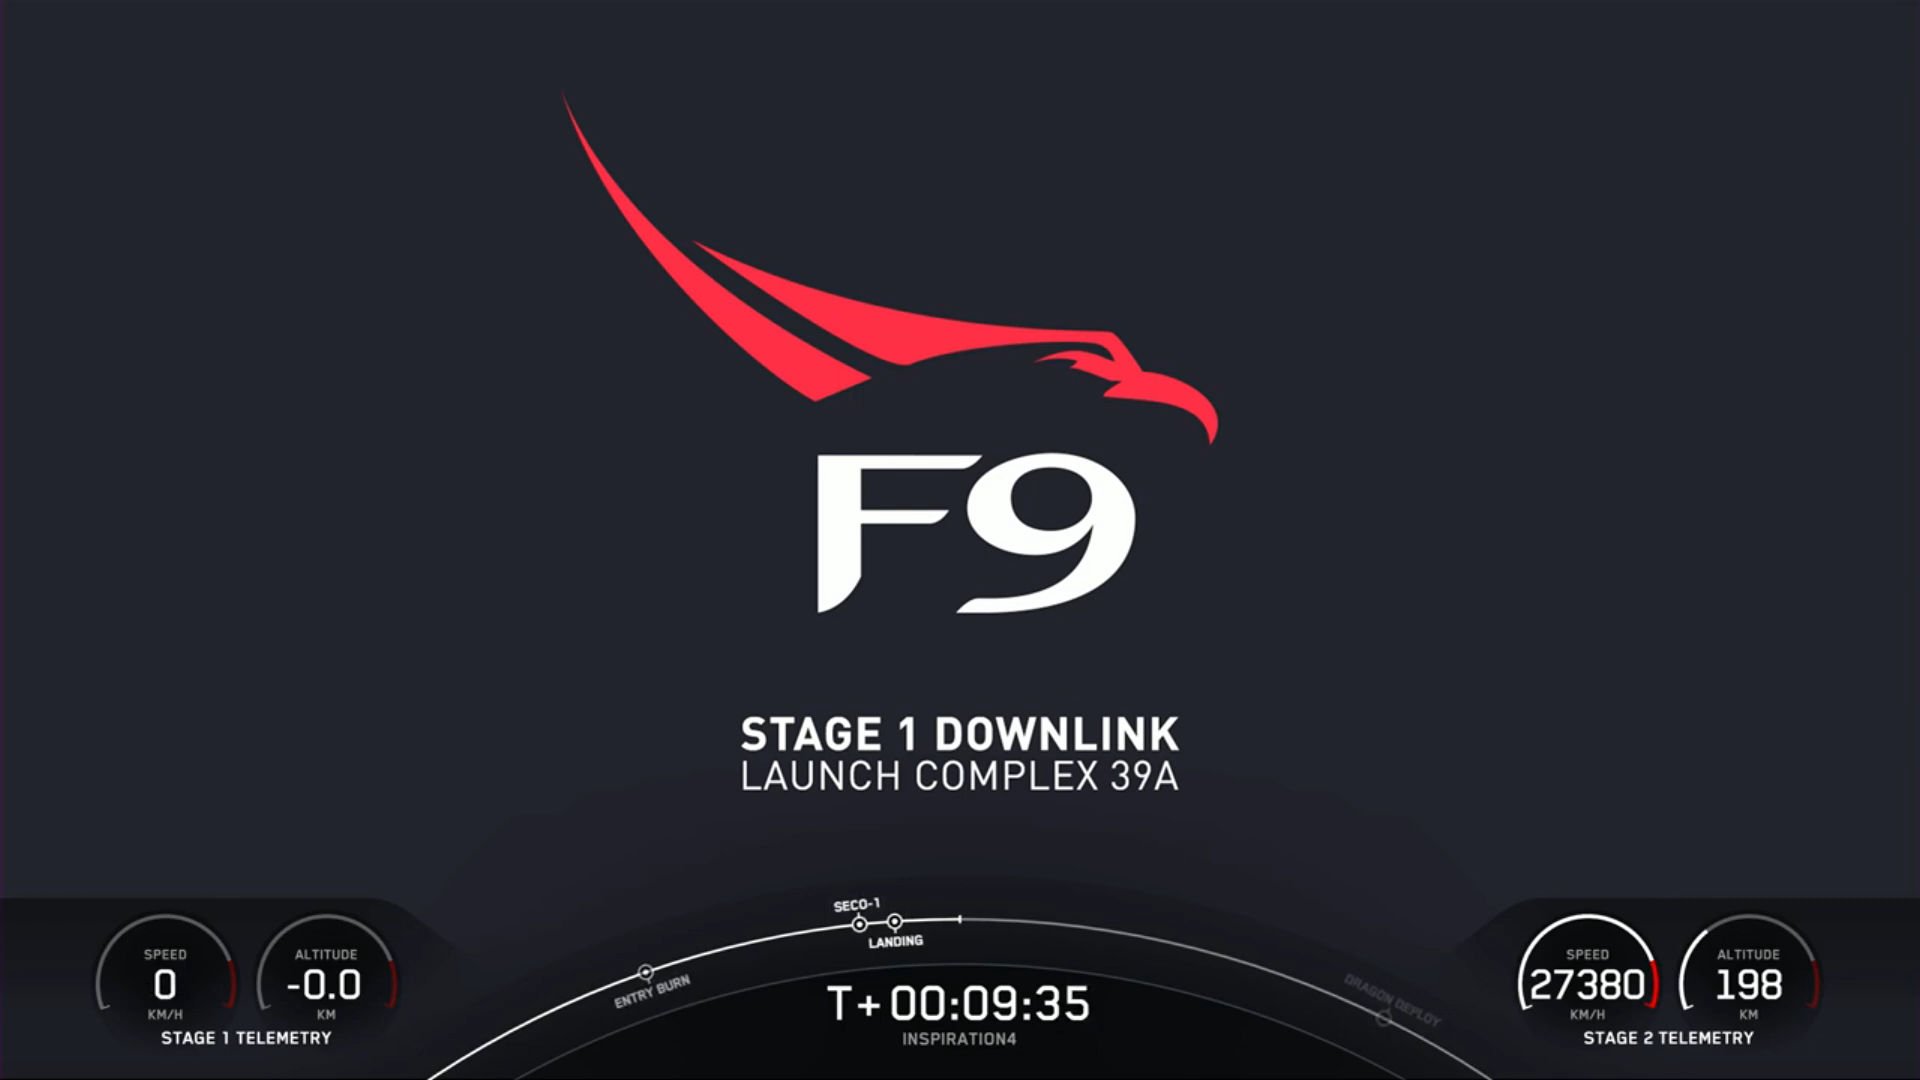 F9
STAGE 1 DOWNLINK
LAUNCH COMPLEX 39A
SPEED
0
KM/H
ALTITUDE
-0.0
KM
STAGE 1 TELEMETRY
ENTRY BURN
SECO-1
LANDING
DRAGON DEPLOY
T+00:09:35
INSPIRATION4
SPEED
27380
KM/H
ALTITUDE
198
KM
STAGE 2 TELEMETRY